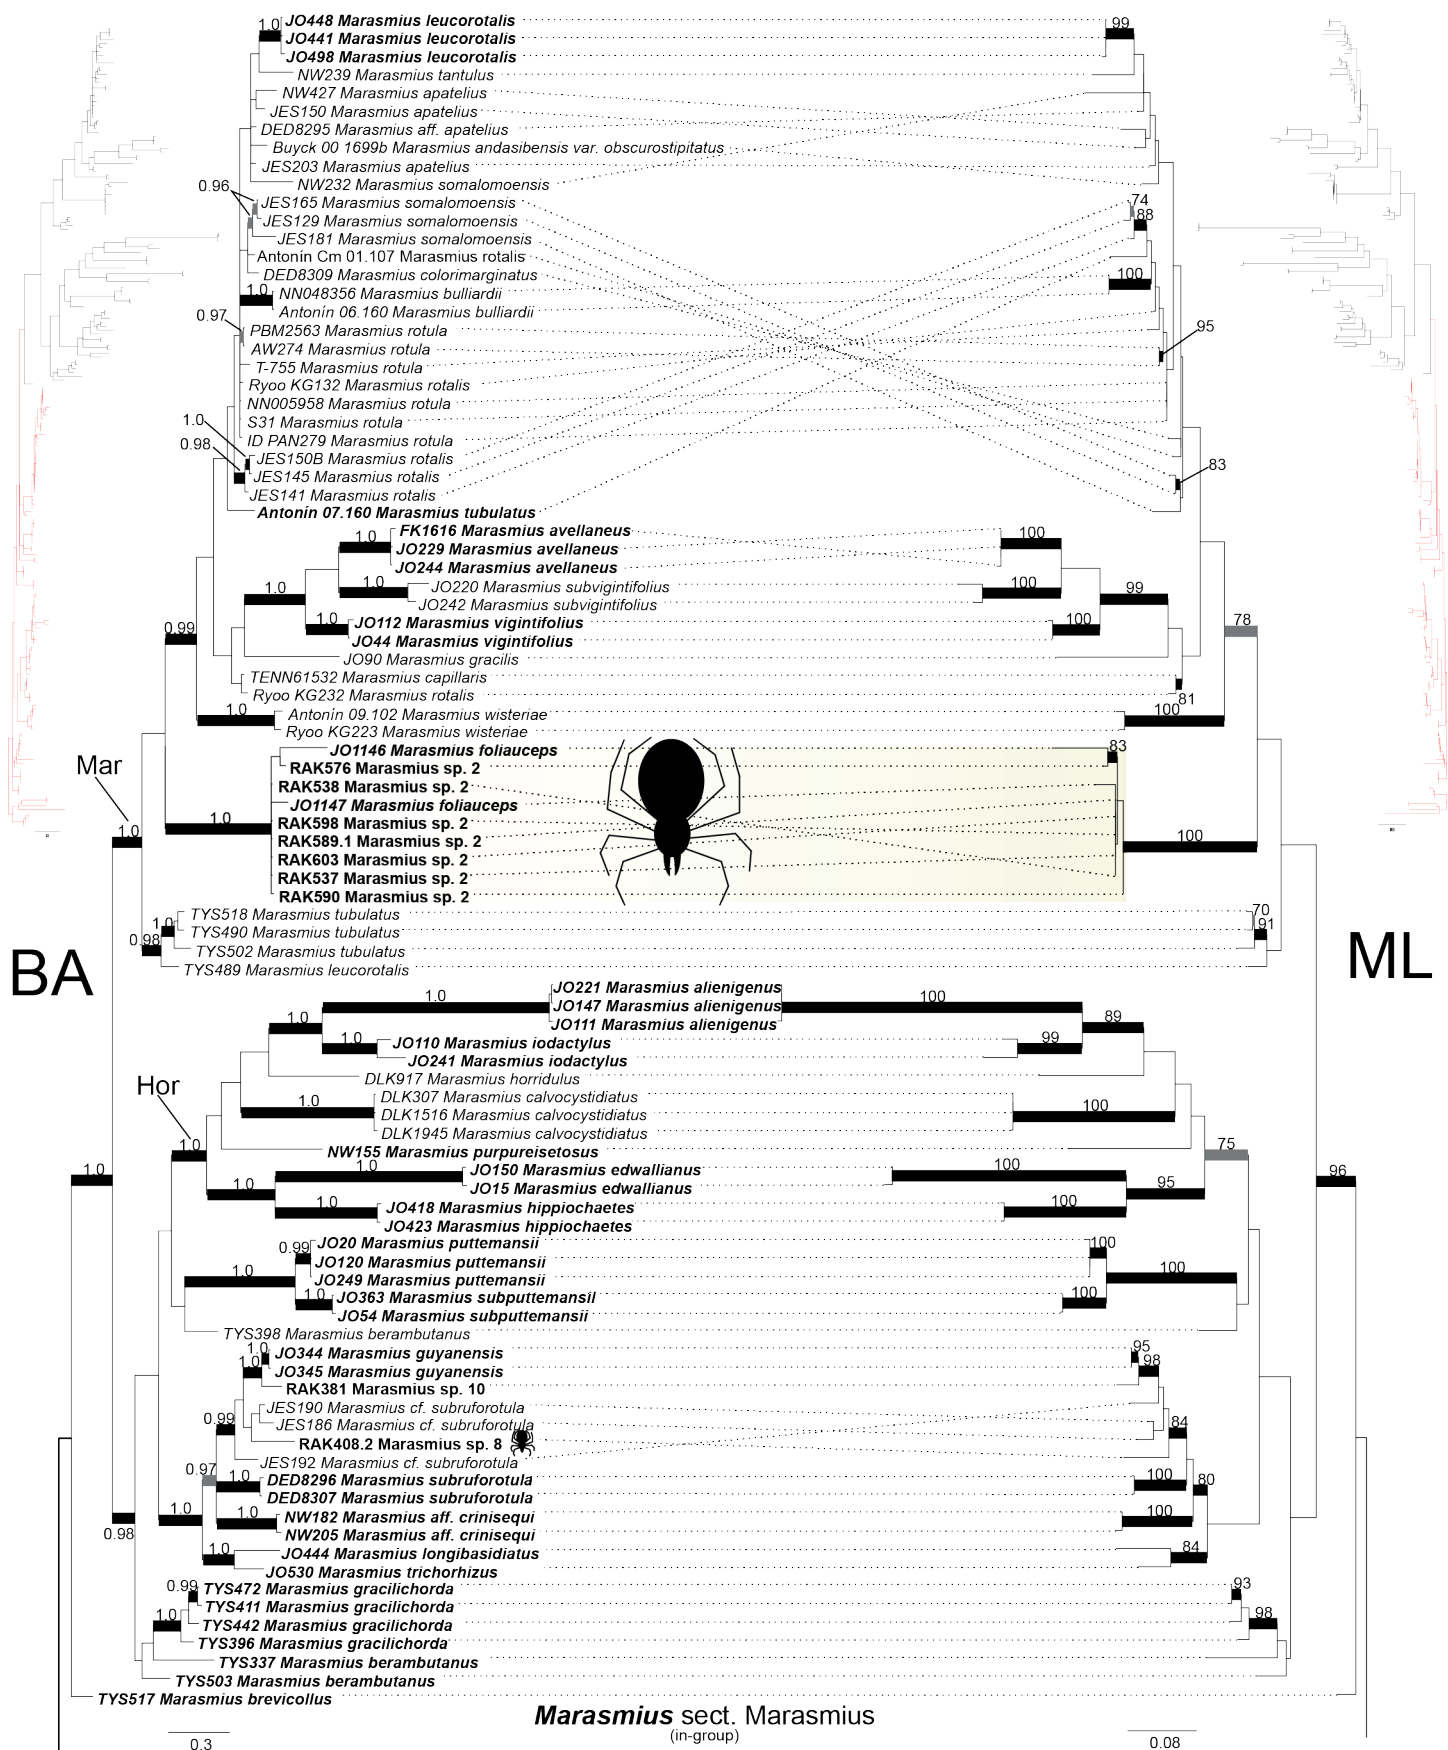 JO448 Marasmius leucorotalis
1.0
99
JO441 Marasmius leucorotalis
JO498 Marasmius leucorotalis
NW239 Marasmius tantulus
NW427 Marasmius apatelius
JES150 Marasmius apatelius
DED8295 Marasmius aff. apatelius
Buyck 00 1699b Marasmius andasibensis var. obscurostipitatus
JES203 Marasmius apatelius
NW232 Marasmius somalomoensis
0.96
JES165 Marasmius somalomoensis
74
JES129 Marasmius somalomoensis
88
JES181 Marasmius somalomoensis
Antonín Cm 01.107 Marasmius rotalis
DED8309 Marasmius colorimarginatus
100
1.0
NN048356 Marasmius bulliardii
Antonín 06.160 Marasmius bulliardii
0.97
PBM2563 Marasmius rotula
95
AW274 Marasmius rotula
T-755 Marasmius rotula
Ryoo KG132 Marasmius rotalis
NN005958 Marasmius rotula
1.0
S31 Marasmius rotula
0.98
ID PAN279 Marasmius rotula
JES150B Marasmius rotalis
83
JES145 Marasmius rotalis
JES141 Marasmius rotalis
Antonín 07.160 Marasmius tubulatus
FK1616 Marasmius avellaneus
1.0
100
JO229 Marasmius avellaneus
JO244 Marasmius avellaneus
1.0
1.0
JO220 Marasmius subvigintifolius
100
99
JO242 Marasmius subvigintifolius
1.0
JO112 Marasmius vigintifolius
100
78
0.99
JO44 Marasmius vigintifolius
JO90 Marasmius gracilis
TENN61532 Marasmius capillaris
Ryoo KG232 Marasmius rotalis
81
1.0
Antonín 09.102 Marasmius wisteriae
100
Ryoo KG223 Marasmius wisteriae
JO1146 Marasmius foliauceps
83
Mar
RAK576 Marasmius sp. 2
RAK538 Marasmius sp. 2
JO1147 Marasmius foliauceps
1.0
1.0
RAK598 Marasmius sp. 2
100
RAK589.1 Marasmius sp. 2
RAK603 Marasmius sp. 2
RAK537 Marasmius sp. 2
RAK590 Marasmius sp. 2
TYS518 Marasmius tubulatus
70
1.0
TYS490 Marasmius tubulatus
91
0.98
TYS502 Marasmius tubulatus
BA
ML
TYS489 Marasmius leucorotalis
JO221 Marasmius alienigenus
1.0
100
JO147 Marasmius alienigenus
1.0
JO111 Marasmius alienigenus
89
1.0
JO110 Marasmius iodactylus
99
JO241 Marasmius iodactylus
DLK917 Marasmius horridulus
Hor
1.0
DLK307 Marasmius calvocystidiatus
100
DLK1516 Marasmius calvocystidiatus
DLK1945 Marasmius calvocystidiatus
1.0
NW155 Marasmius purpureisetosus
75
1.0
1.0
JO150 Marasmius edwallianus
100
96
1.0
JO15 Marasmius edwallianus
95
1.0
JO418 Marasmius hippiochaetes
100
JO423 Marasmius hippiochaetes
0.99
JO20 Marasmius puttemansii
100
JO120 Marasmius puttemansii
1.0
JO249 Marasmius puttemansii
100
1.0
JO363 Marasmius subputtemansii
100
JO54 Marasmius subputtemansii
TYS398 Marasmius berambutanus
1.0
JO344 Marasmius guyanensis
95
1.0
JO345 Marasmius guyanensis
98
RAK381 Marasmius sp. 10
JES190 Marasmius cf. subruforotula
0.99
JES186 Marasmius cf. subruforotula
84
RAK408.2 Marasmius sp. 8
0.97
JES192 Marasmius cf. subruforotula
1.0
DED8296 Marasmius subruforotula
100
80
DED8307 Marasmius subruforotula
1.0
1.0
NW182 Marasmius aff. crinisequi
100
0.98
NW205 Marasmius aff. crinisequi
1.0
JO444 Marasmius longibasidiatus
84
JO530 Marasmius trichorhizus
0.99
TYS472 Marasmius gracilichorda
93
TYS411 Marasmius gracilichorda
1.0
TYS442 Marasmius gracilichorda
98
TYS396 Marasmius gracilichorda
TYS337 Marasmius berambutanus
TYS503 Marasmius berambutanus
TYS517 Marasmius brevicollus
Marasmius sect. Marasmius
(in-group)
0.3
0.08